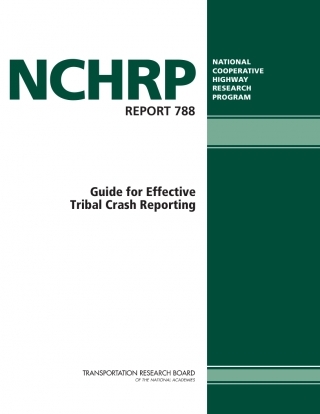 NCHRP
REPORT 788
NATIONAL
COOPERATIVE
HIGHWAY
RESEARCH
PROGRAM
Guide for Effective
Tribal Crash Reporting
TRANSPORTATION RESEARCH BOARD
OF THE NATIONAL ACADEMIES